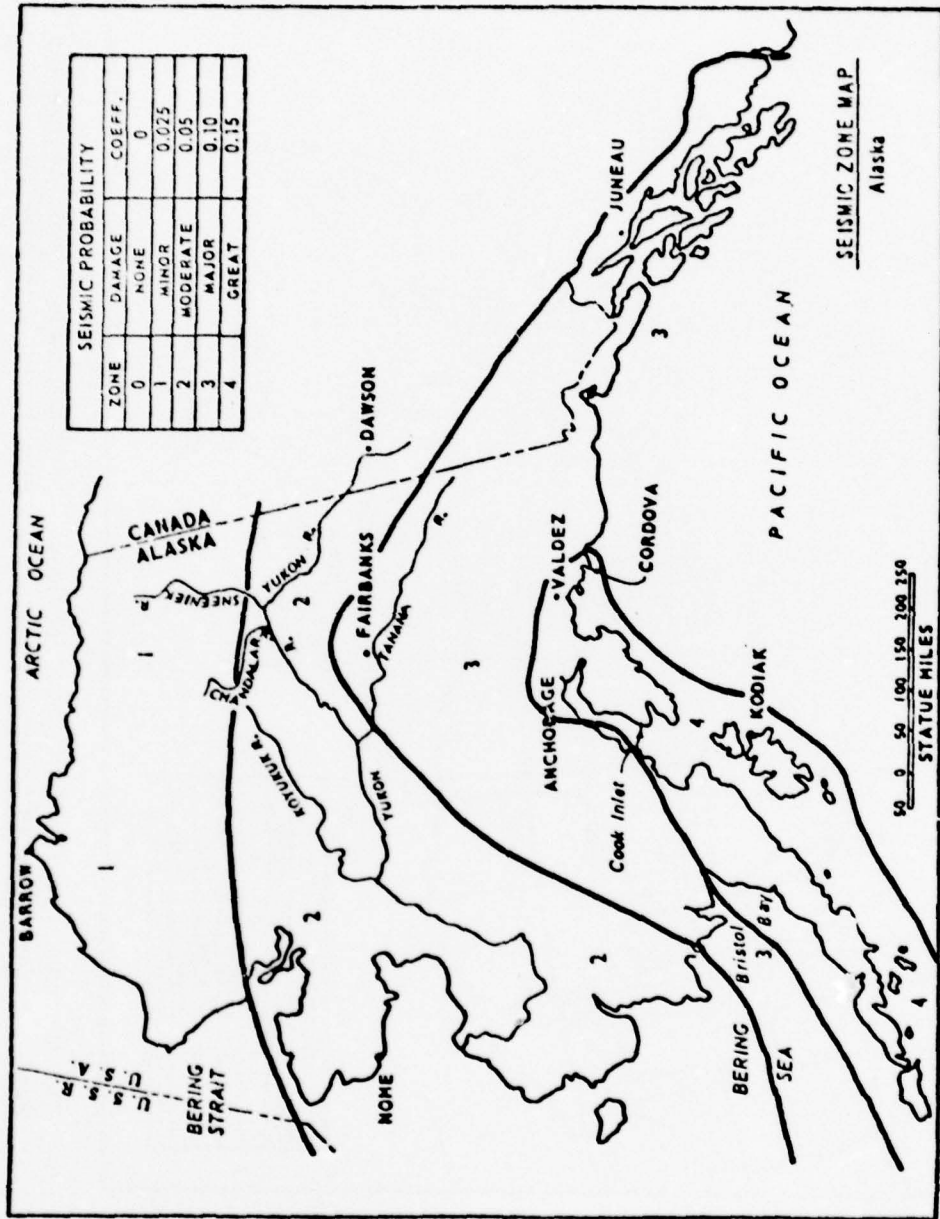 SEISMIC PROBABILITY
ZONE DAMAGE COEFF.
0 NONE 0
1 MINOR 0.025
2 MODERATE 0.05
3 MAJOR 0.10
4 GREAT 0.15
ARCTIC OCEAN
BARROW
U. S. S. R.
U. S. A.
CANADA
ALASKA
1
1
SHEENJEK
R.
CHANDALAR
R.
YUKON R.
2
KOYUKUK R.
YUKON
DAWSON
BERING
STRAIT
2
NOME
FAIRBANKS
TANANA
R.
2
3
JUNEAU
ANCHORAGE
VALDEZ
CORDOVA
3
Cook Inlet
4
KODIAK
BERING
SEA
Bristol Bay
3
4
PACIFIC OCEAN
50 0 50 100 150 200 250
STATUE MILES
SEISMIC ZONE MAP
Alaska